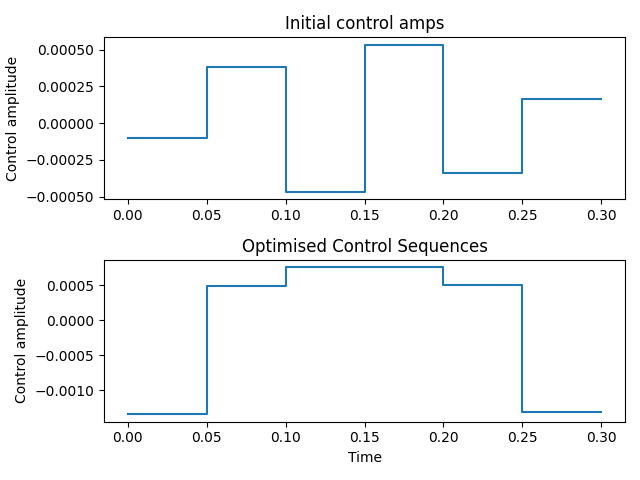 Initial control amps
Control amplitude
0.00050
0.00025
0.00000
−0.00025
−0.00050
0.00 0.05 0.10 0.15 0.20 0.25 0.30
Optimised Control Sequences
Control amplitude
0.0005
0.0000
−0.0005
−0.0010
0.00 0.05 0.10 0.15 0.20 0.25 0.30
Time